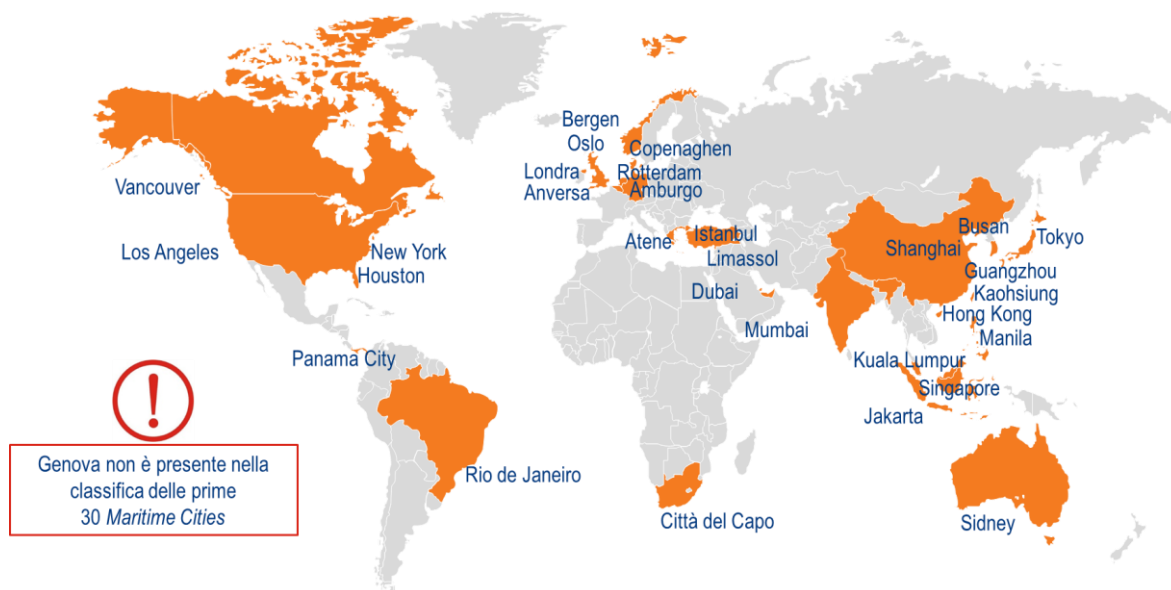 Bergen
Oslo
Copenaghen
Londra
Rotterdam
Anversa
Amburgo
Vancouver
Los Angeles
New York
Houston
Atene
Istanbul
Limassol
Dubai
Mumbai
Busan
Shanghai
Tokyo
Guangzhou
Kaohsiung
Hong Kong
Manila
Kuala Lumpur
Singapore
Jakarta
Panama City
Rio de Janeiro
Città del Capo
Sidney
!
Genova non è presente nella
classifica delle prime
30 Maritime Cities